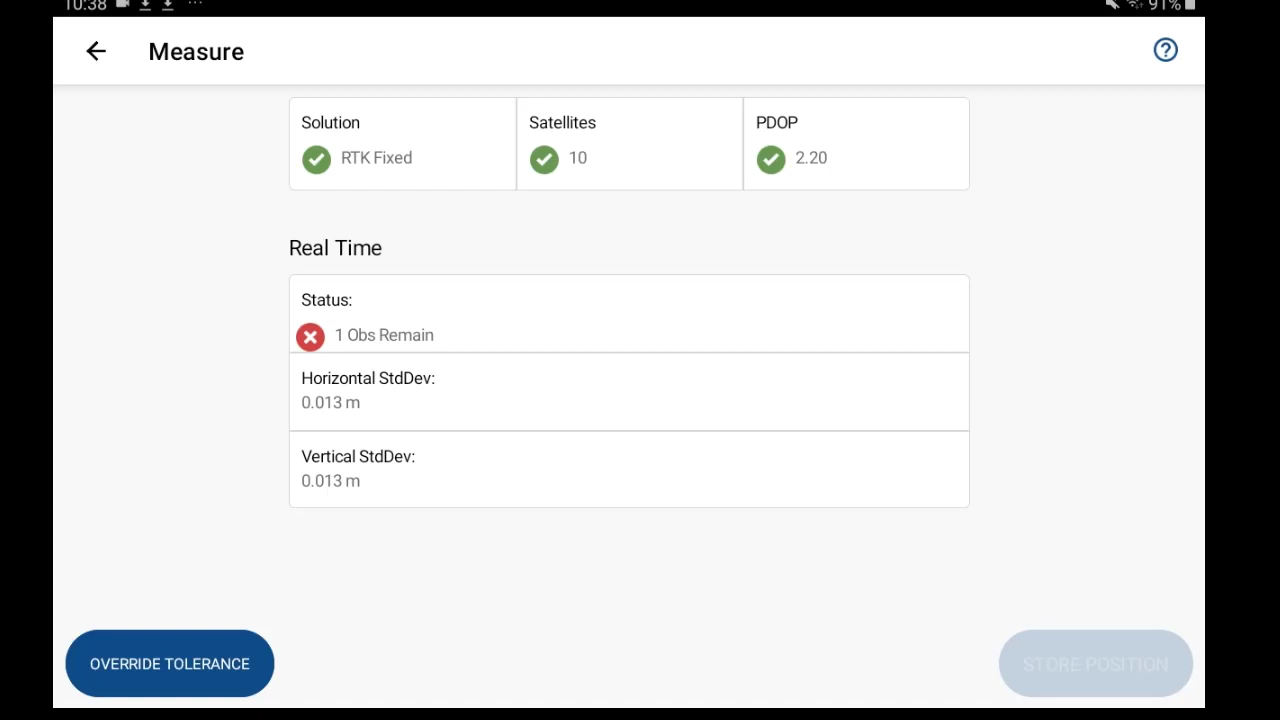 10:38
91%
Measure
Solution
Satellites
PDOP
RTK Fixed
10
2.20
Real Time
Status:
1 Obs Remain
Horizontal StdDev:
0.013 m
Vertical StdDev:
0.013 m
OVERRIDE TOLERANCE
STORE POSITION